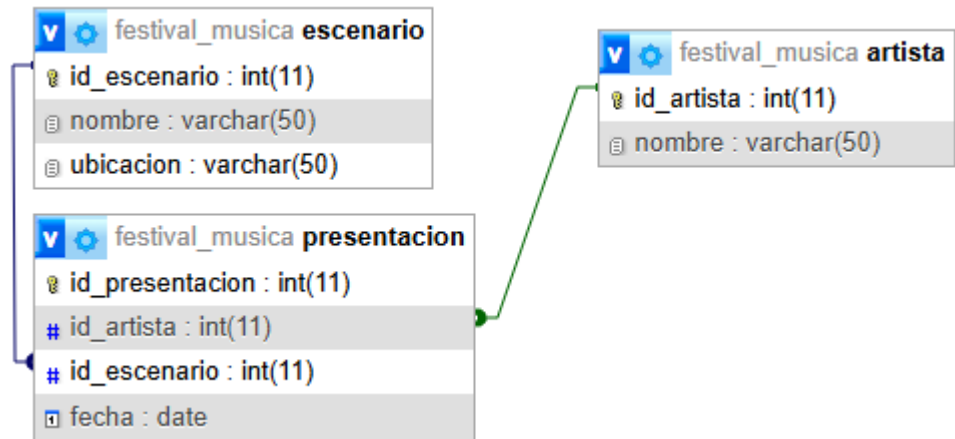 v festival_musica escenario
id_escenario : int(11)
nombre : varchar(50)
ubicacion : varchar(50)
v festival_musica artista
id_artista : int(11)
nombre : varchar(50)
v festival_musica presentacion
id_presentacion : int(11)
# id_artista : int(11)
# id_escenario : int(11)
fecha : date